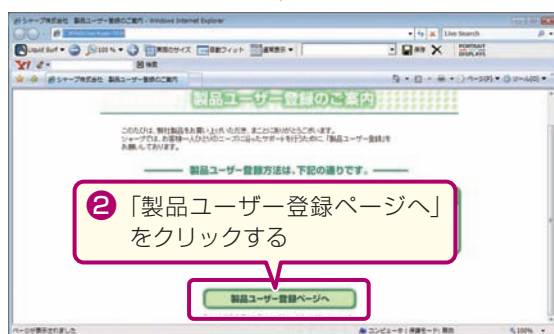 シャープ株式会社 製品ユーザー登録のご案内 - Windows Internet Explorer
Live Search
Liquid Surf 100 % 実際のサイズ 幅にフィット 標準表示 保存 PORTRAIT DISPLAYS
Y! 検索
シャープ株式会社 製品ユーザー登録のご案内 ページ(P) ツール(O)
製品ユーザー登録のご案内
このたびは、弊社製品をお買い上げいただき、まことにありがとうございます。
シャープでは、お客様一人ひとりのニーズに沿ったサポートを行うために「製品ユーザー登録」を
お願いしております。
製品ユーザー登録方法は、下記の通りです。
2 「製品ユーザー登録ページへ」
をクリックする
製品ユーザー登録ページへ
ページが表示されました コンピュータ | 保護モード: 無効 100%